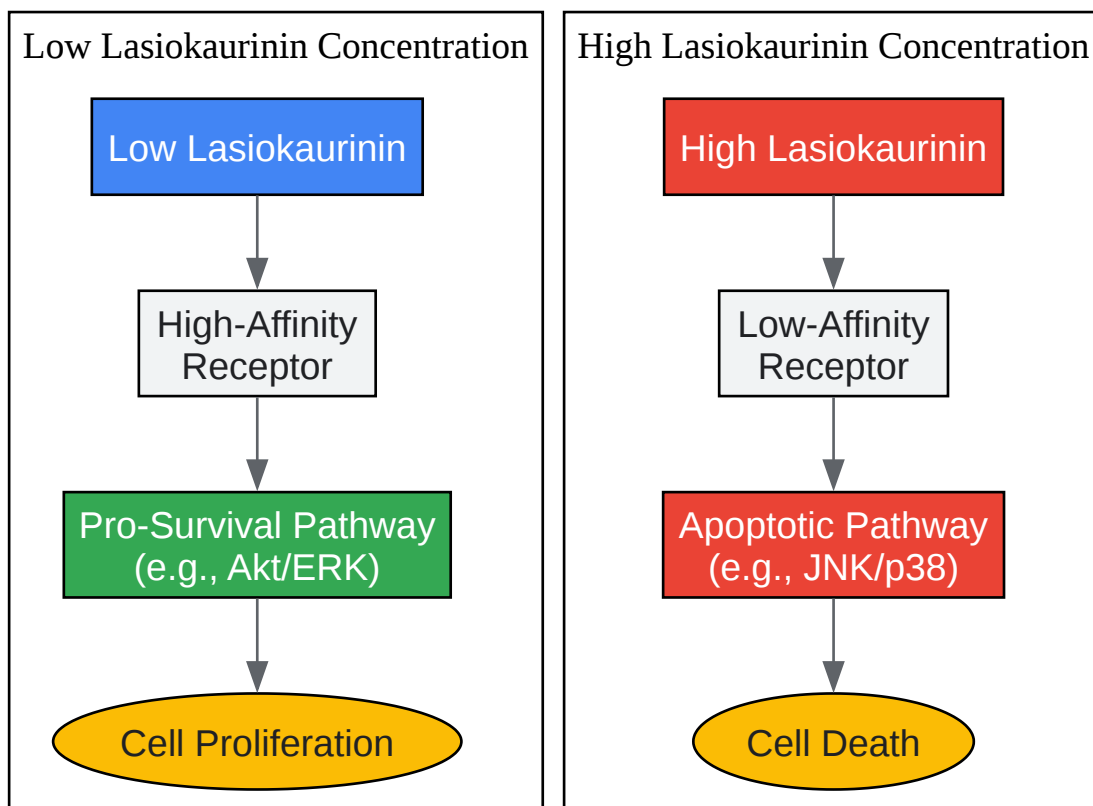 Low Lasiokaurinin Concentration
Low Lasiokaurinin
High-Affinity
Receptor
Pro-Survival Pathway
(e.g., Akt/ERK)
Cell Proliferation
High Lasiokaurinin Concentration
High Lasiokaurinin
Low-Affinity
Receptor
Apoptotic Pathway
(e.g., JNK/p38)
Cell Death